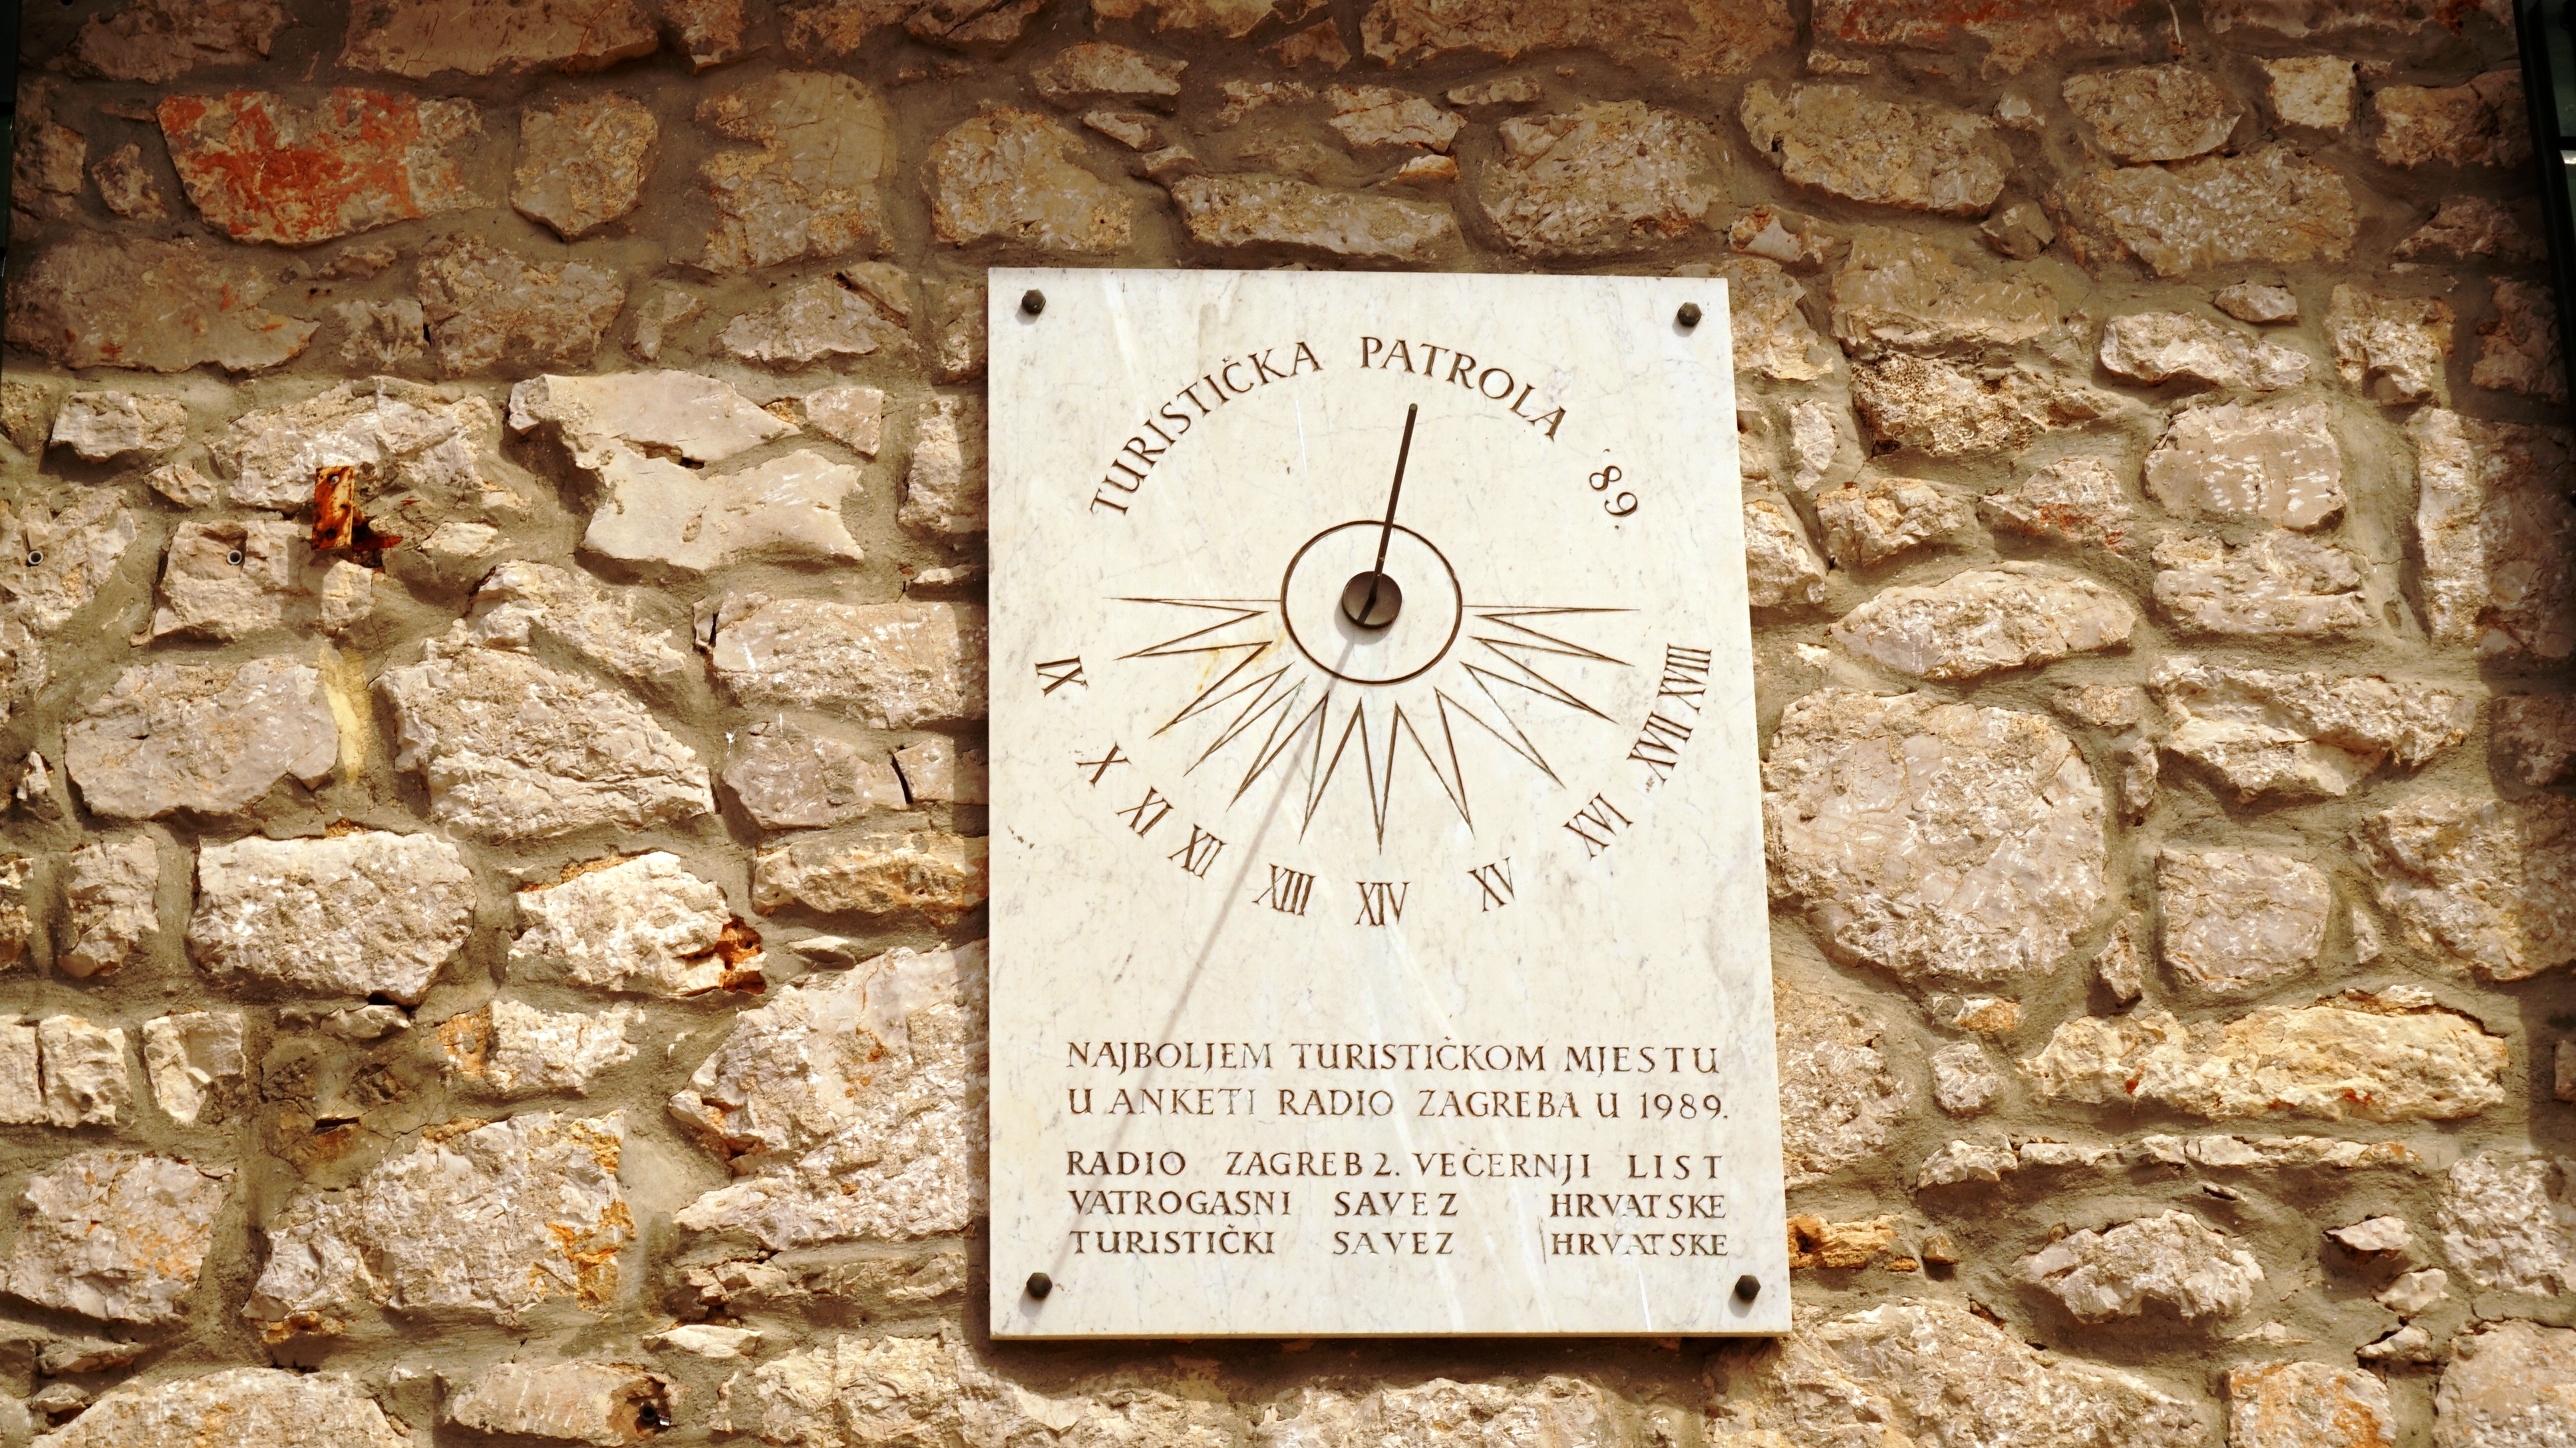 TURISTIČKA PATROLA '89.
IX X XI XII XIII XIV XV XVI XVII XVIII
NAJBOLJEM TURISTIČKOM MJESTU
U ANKETI RADIO ZAGREBA U 1989.
RADIO ZAGREB 2. VEČERNJI LIST
VATROGASNI SAVEZ HRVATSKE
TURISTIČKI SAVEZ HRVATSKE